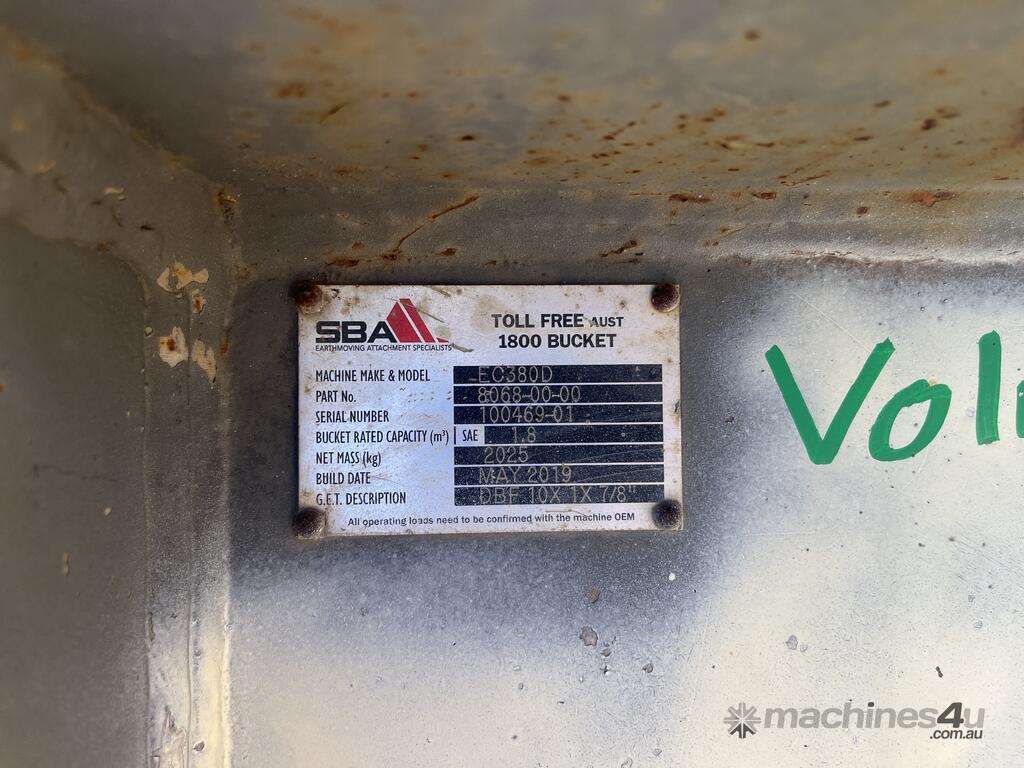 SBA
EARTHMOVING ATTACHMENT SPECIALISTS
TOLL FREE AUST
1800 BUCKET
MACHINE MAKE & MODEL EC380D
PART No. 8068-00-00
SERIAL NUMBER 100469-01
BUCKET RATED CAPACITY (m³) SAE 1.8
NET MASS (kg) 2025
BUILD DATE MAY 2019
G.E.T. DESCRIPTION DBE 10X 1X 7/8"
All operating loads need to be confirmed with the machine OEM
Vol
machines4u
.com.au